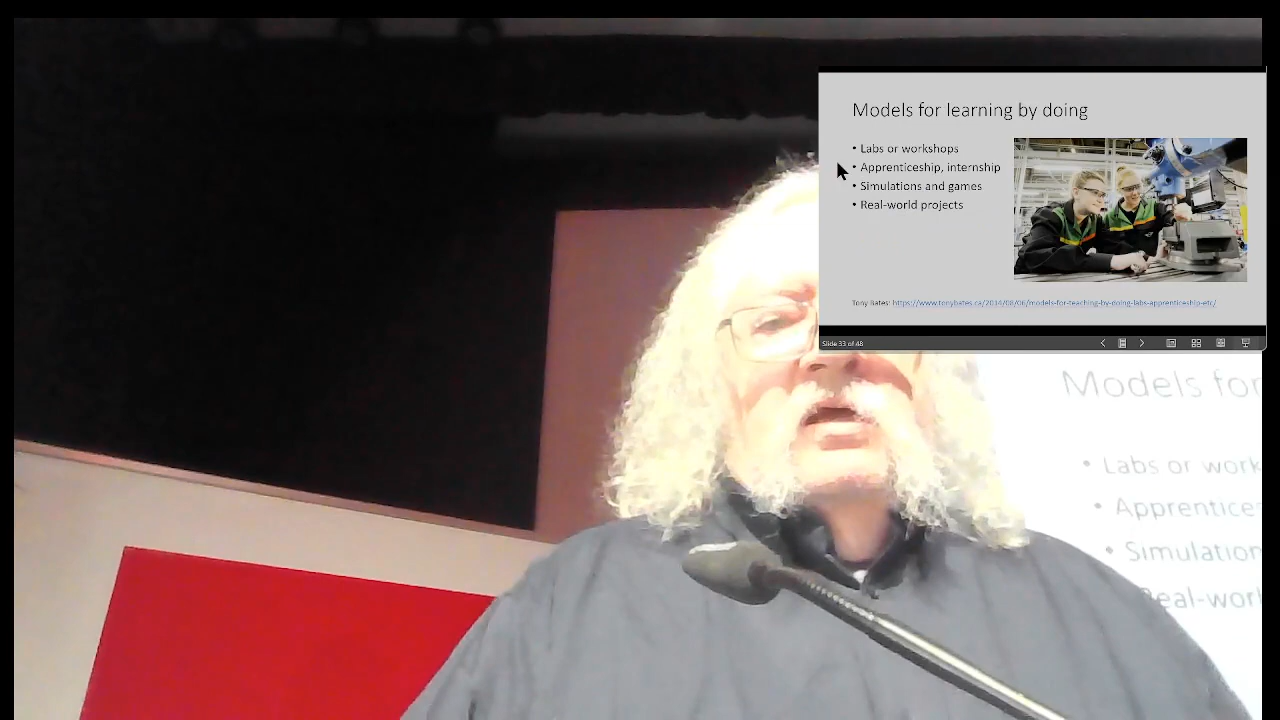 Models for learning by doing
• Labs or workshops
• Apprenticeship, internship
• Simulations and games
• Real-world projects
Tony Bates: https://www.tonybates.ca/2014/08/06/models-for-teaching-by-doing-labs-apprenticeship-etc/
Slide 33 of 48
Models for
• Labs or work
• Apprentice
• Simulation
Real-worl